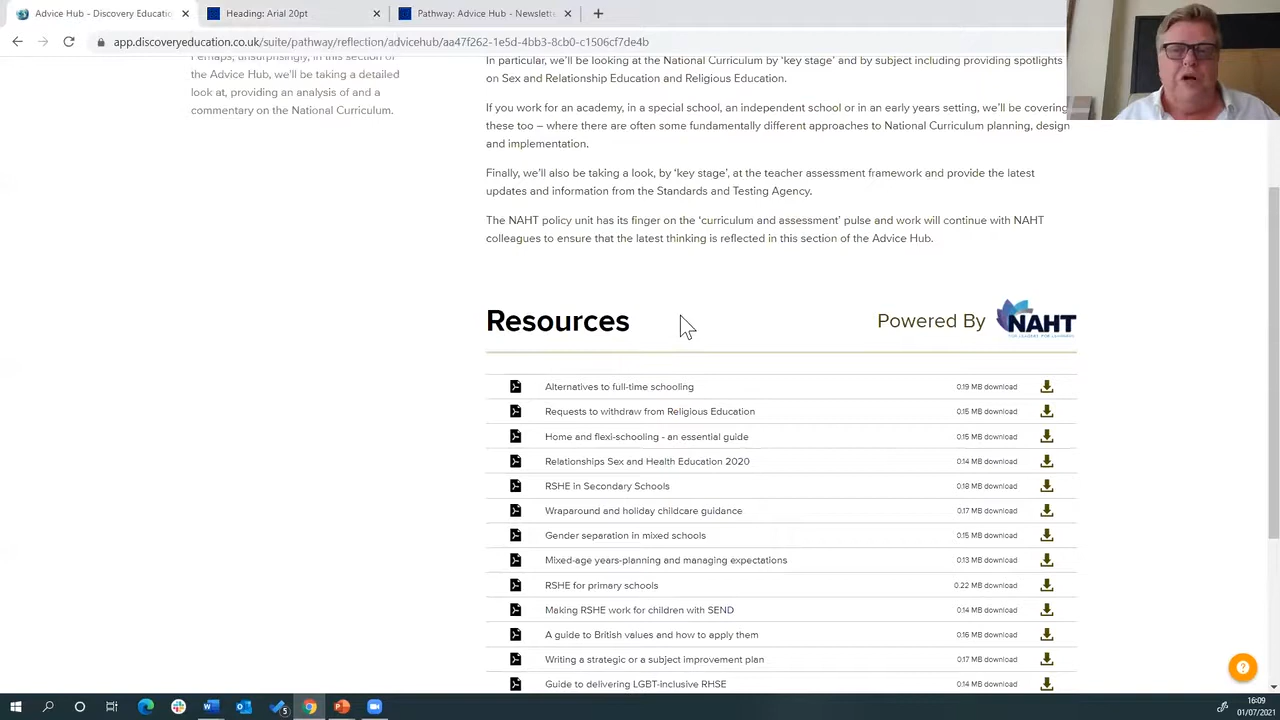 Advice Hub - Discovery Educatio
Heading: Arial 20pt
Pathway: Advice Hub - Newslette
app.discoveryeducation.co.uk/suite/pathway/reflection/advicehub/aa47f262-1e5d-4bb3-8cb0-c1506cf7de4b
Perhaps, unsurprisingly, in this section of
the Advice Hub, we'll be taking a detailed
look at, providing an analysis of and a
commentary on the National Curriculum.
In particular, we'll be looking at the National Curriculum by 'key stage' and by subject including providing spotlights
on Sex and Relationship Education and Religious Education.
If you work for an academy, in a special school, an independent school or in an early years setting, we'll be covering
these too – where there are often some fundamentally different approaches to National Curriculum planning, design
and implementation.
Finally, we'll also be taking a look, by 'key stage', at the teacher assessment framework and provide the latest
updates and information from the Standards and Testing Agency.
The NAHT policy unit has its finger on the 'curriculum and assessment' pulse and work will continue with NAHT
colleagues to ensure that the latest thinking is reflected in this section of the Advice Hub.
Resources
Powered By NAHT
Alternatives to full-time schooling 0.19 MB download
Requests to withdraw from Religious Education 0.15 MB download
Home and flexi-schooling - an essential guide 0.15 MB download
Relationships Sex and Health Education 2020 0.14 MB download
RSHE in Secondary Schools 0.18 MB download
Wraparound and holiday childcare guidance 0.17 MB download
Gender separation in mixed schools 0.15 MB download
Mixed-age years-planning and managing expectations 0.13 MB download
RSHE for primary schools 0.22 MB download
Making RSHE work for children with SEND 0.14 MB download
A guide to British values and how to apply them 0.16 MB download
Writing a strategic or a subject improvement plan 0.17 MB download
Guide to delivering LGBT-inclusive RHSE 0.14 MB download
5
16:09
01/07/2021